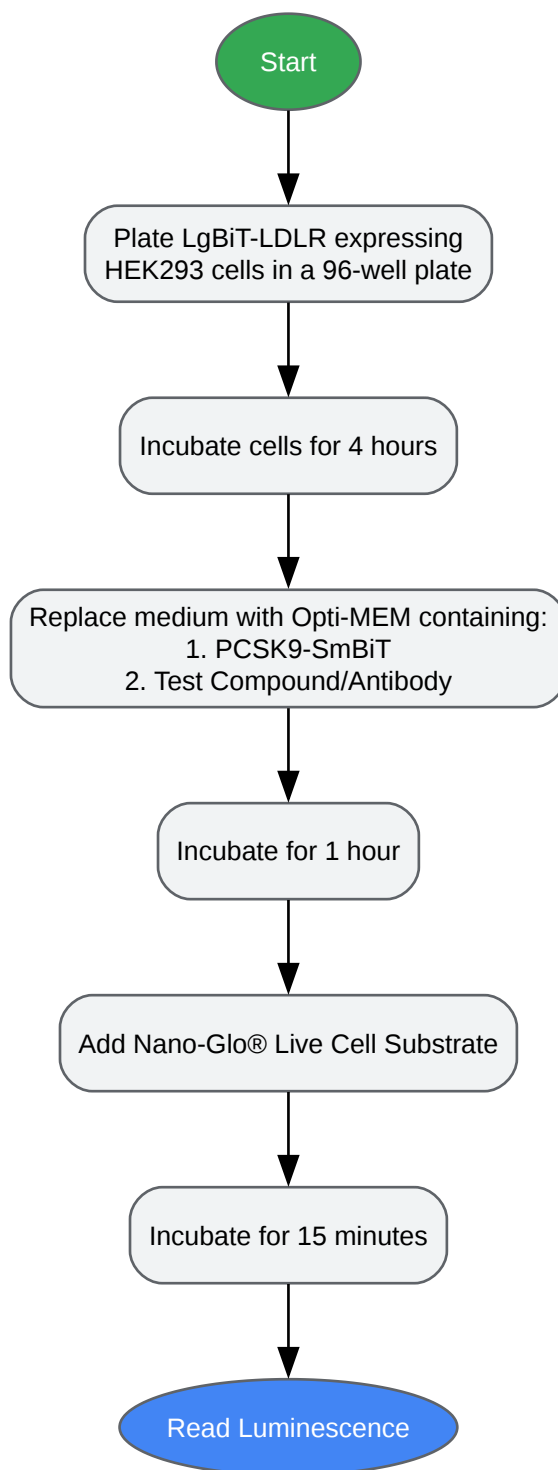 Start
Plate LgBiT-LDLR expressing
HEK293 cells in a 96-well plate
Incubate cells for 4 hours
Replace medium with Opti-MEM containing:
1. PCSK9-SmBiT
2. Test Compound/Antibody
Incubate for 1 hour
Add Nano-Glo® Live Cell Substrate
Incubate for 15 minutes
Read Luminescence